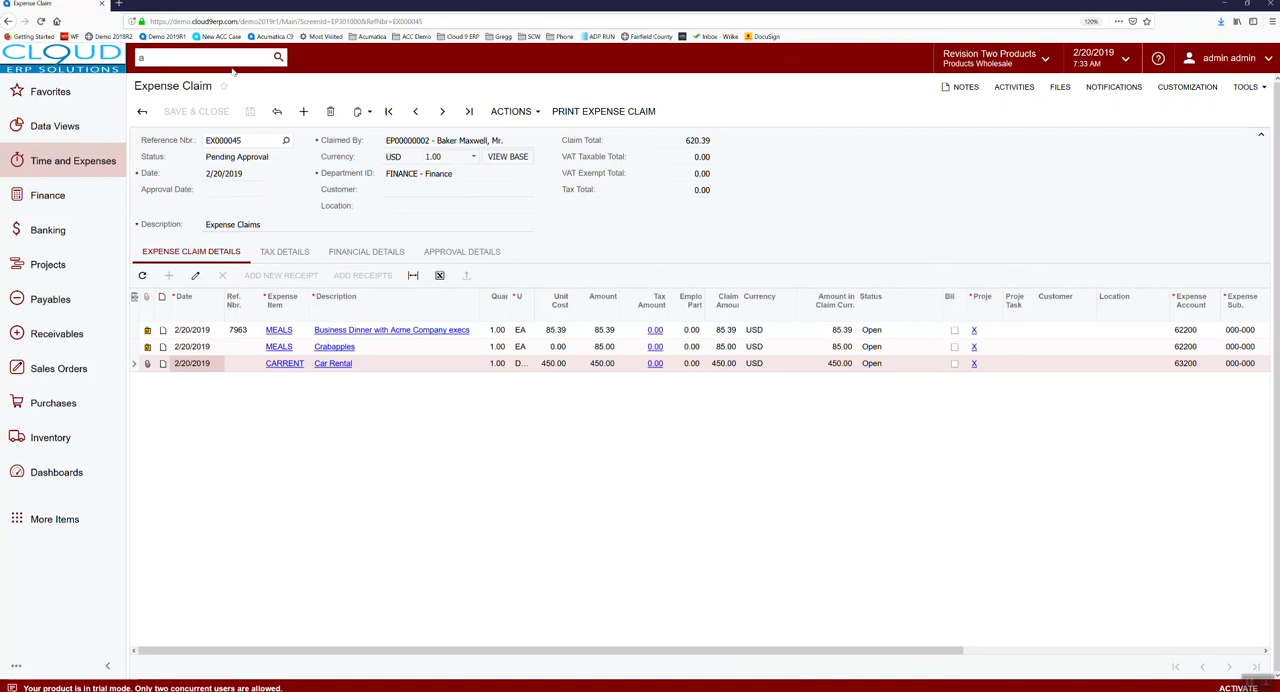 Expense Claim
https://demo.cloud9erp.com/demo2019r1/Main?ScreenId=EP301000&RefNbr=EX000045
120%
Getting Started WF Demo 2018R2 Demo 2019R1 New ACC Case Acumatica C9 Most Visited Acumatica ACC Demo Cloud 9 ERP Gregg SCW Phone ADP RUN Fairfield County Inbox - Wrike DocuSign
CLOUD
ERP SOLUTIONS
a
Revision Two Products
Products Wholesale
2/20/2019
7:33 AM
admin admin
Favorites
Data Views
Time and Expenses
Finance
Banking
Projects
Payables
Receivables
Sales Orders
Purchases
Inventory
Dashboards
More Items
Expense Claim
NOTES ACTIVITIES FILES NOTIFICATIONS CUSTOMIZATION TOOLS
SAVE & CLOSE ACTIONS PRINT EXPENSE CLAIM
Reference Nbr.: EX000045 Claimed By: EP00000002 - Baker Maxwell, Mr. Claim Total: 620.39
Status: Pending Approval Currency: USD 1.00 VIEW BASE VAT Taxable Total: 0.00
Date: 2/20/2019 Department ID: FINANCE - Finance VAT Exempt Total: 0.00
Approval Date: Customer: Tax Total: 0.00
Location:
Description: Expense Claims
EXPENSE CLAIM DETAILS TAX DETAILS FINANCIAL DETAILS APPROVAL DETAILS
ADD NEW RECEIPT ADD RECEIPTS
Date Ref. Nbr. Expense Item Description Quar U Unit Cost Amount Tax Amount Emplo Part Claim Amou Currency Amount in Claim Curr. Status Bil Proje Proje Task Customer Location Expense Account Expense Sub.
2/20/2019 7963 MEALS Business Dinner with Acme Company execs 1.00 EA 85.39 85.39 0.00 0.00 85.39 USD 85.39 Open X 62200 000-000
2/20/2019 MEALS Crabapples 1.00 EA 0.00 85.00 0.00 0.00 85.00 USD 85.00 Open X 62200 000-000
2/20/2019 CARRENT Car Rental 1.00 D... 450.00 450.00 0.00 0.00 450.00 USD 450.00 Open X 63200 000-000
Your product is in trial mode. Only two concurrent users are allowed.
ACTIVATE